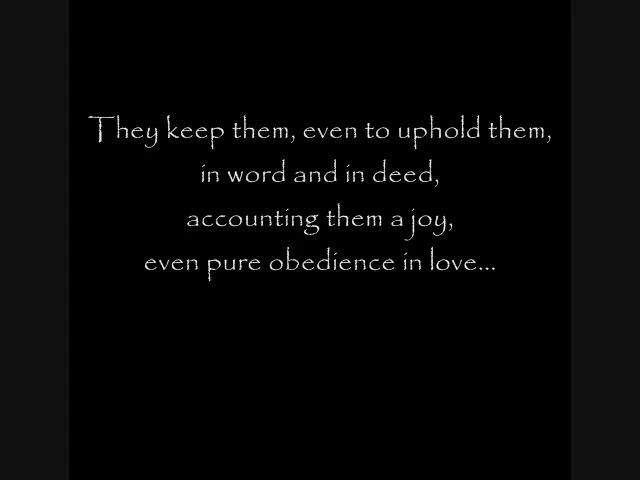 They keep them, even to uphold them,
in word and in deed,
accounting them a joy,
even pure obedience in love...